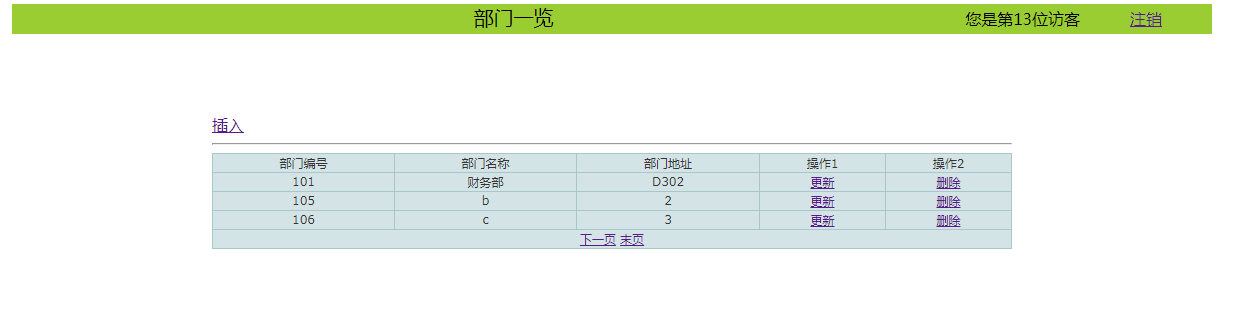 部门一览 您是第13位访客 注销
插入
部门编号 部门名称 部门地址 操作1 操作2
101 财务部 D302 更新 删除
105 b 2 更新 删除
106 c 3 更新 删除
下一页 末页